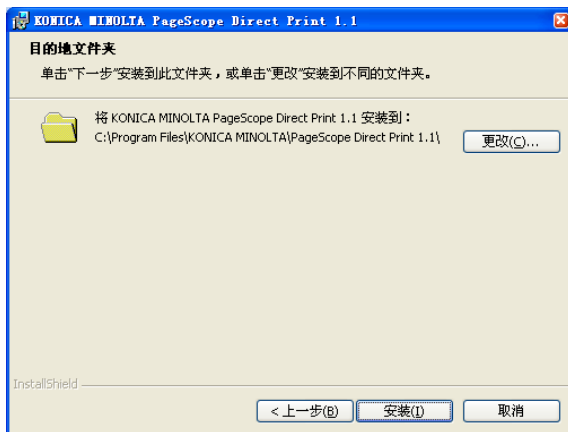 KONICA MINOLTA PageScope Direct Print 1.1
目的地文件夹
单击“下一步”安装到此文件夹，或单击“更改”安装到不同的文件夹。
将 KONICA MINOLTA PageScope Direct Print 1.1 安装到：
C:\Program Files\KONICA MINOLTA\PageScope Direct Print 1.1\
更改(C)...
InstallShield
< 上一步(B)
安装(I)
取消